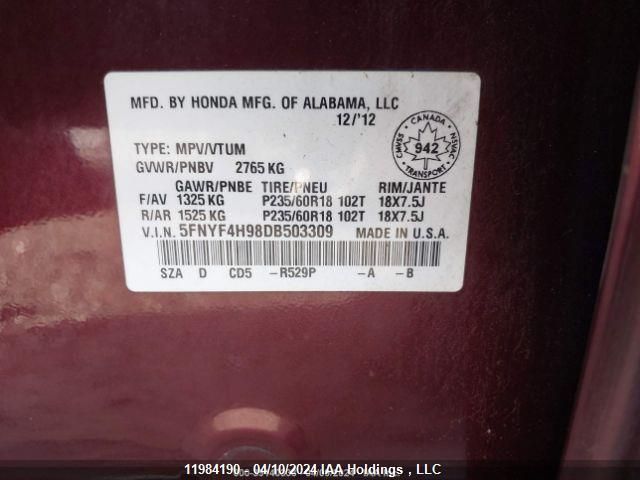 MFD. BY HONDA MFG. OF ALABAMA, LLC
12/'12
TYPE: MPV/VTUM
GVWR/PNBV 2765 KG
GAWR/PNBE TIRE/PNEU RIM/JANTE
F/AV 1325 KG P235/60R18 102T 18X7.5J
R/AR 1525 KG P235/60R18 102T 18X7.5J
V.I.N. 5FNYF4H98DB503309 MADE IN U.S.A.
SZA D CD5 -R529P -A -B
CANADA
CMVSS 942 NSVAC
TRANSPORT
11984190 - 04/10/2024 IAA Holdings , LLC